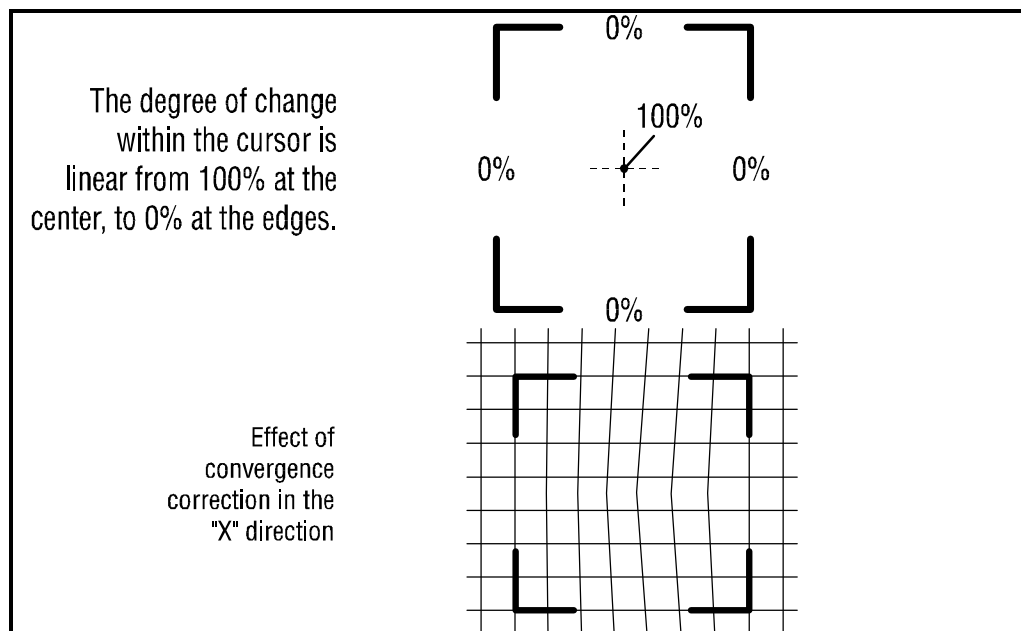 0%
The degree of change
within the cursor is
linear from 100% at the
center, to 0% at the edges.
100%
0%
0%
0%
Effect of
convergence
correction in the
"X" direction